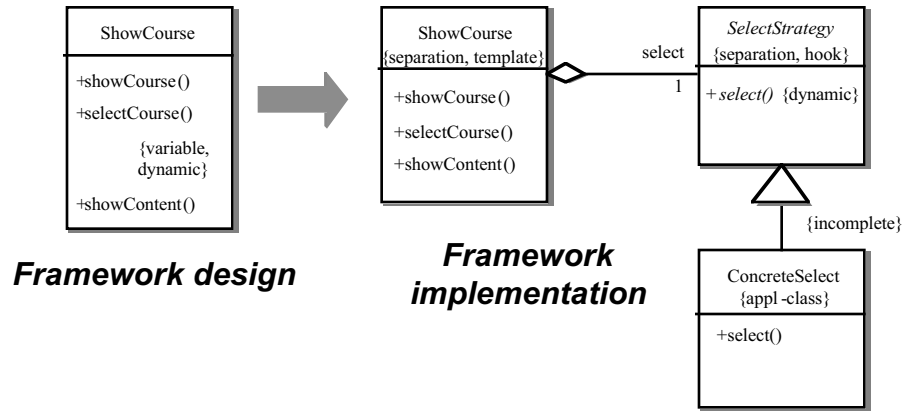 ShowCourse
+showCourse()
+selectCourse()
{variable,
dynamic}
+showContent()
Framework design
ShowCourse
{separation, template}
+showCourse()
+selectCourse()
+showContent()
Framework
implementation
select
1
SelectStrategy
{separation, hook}
+select() {dynamic}
{incomplete}
ConcreteSelect
{appl-class}
+select()